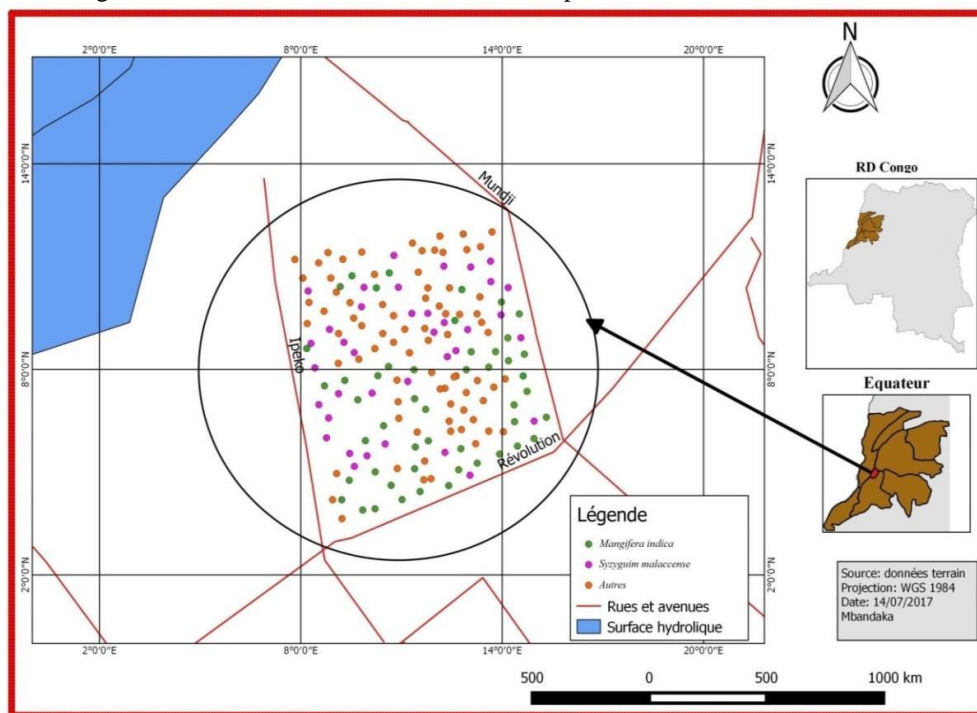 2°0'0"E
8°0'0"E
14°0'0"E
20°0'0"E
N
14°0'0"N
14°0'0"N
Mundji
RD Congo
Ipeko
8°0'0"N
8°0'0"N
Equateur
Révolution
Légende
Mangifera indica
Syzyguim malaccense
Autres
Rues et avenues
Surface hydrolique
2°0'0"N
2°0'0"N
Source: données terrain
Projection: WGS 1984
Date: 14/07/2017
Mbandaka
2°0'0"E
8°0'0"E
14°0'0"E
20°0'0"E
500 0 500 1000 km